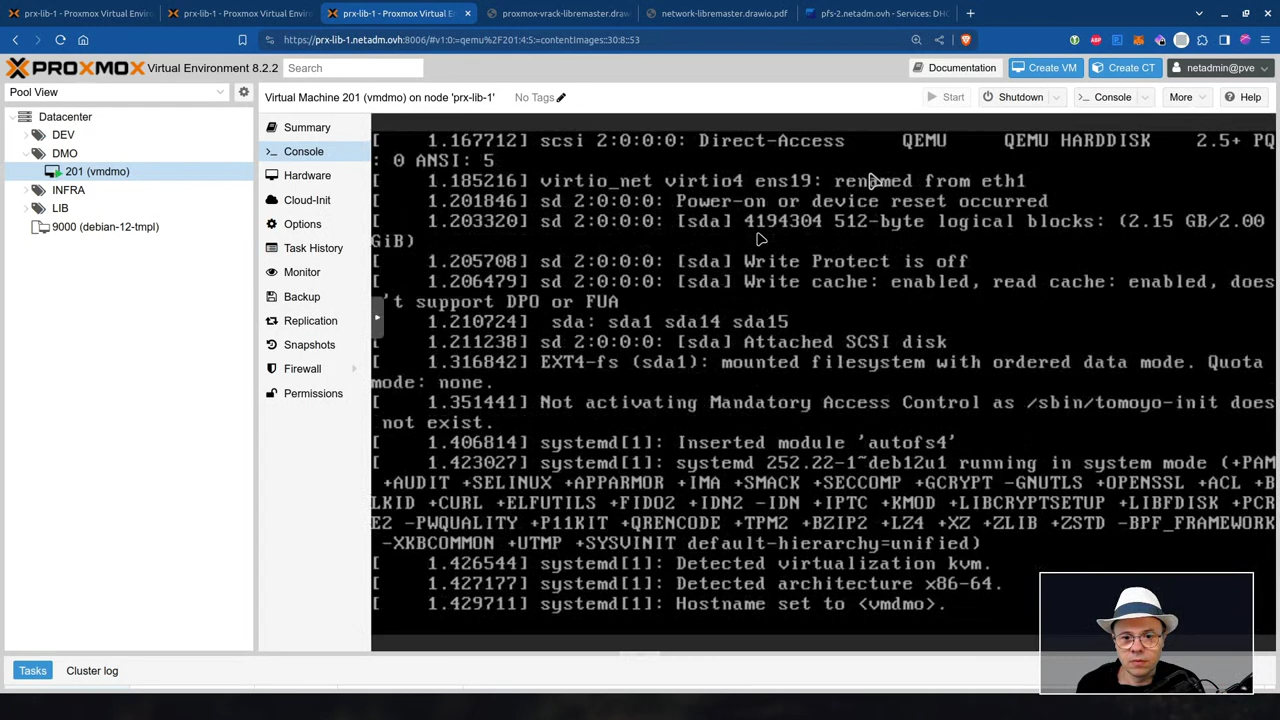 prx-lib-1 - Proxmox Virtual En
prx-lib-1 - Proxmox Virtual Envir
prx-lib-1 - Proxmox Virtual E
proxmox-vrack-libremaster.draw
network-libremaster.drawio.pdf
pfs-2.netadm.ovh - Services: DHC
https://prx-lib-1.netadm.ovh:8006/#v1:0:=qemu%2F201:4:5:=contentImages::30:8::53
PROXMOX Virtual Environment 8.2.2
Search
Documentation
Create VM
Create CT
netadmin@pve
Pool View
Virtual Machine 201 (vmdmo) on node 'prx-lib-1'
No Tags
Start
Shutdown
Console
More
Help
Datacenter
DEV
DMO
201 (vmdmo)
INFRA
LIB
9000 (debian-12-tmpl)
Summary
Console
Hardware
Cloud-Init
Options
Task History
Monitor
Backup
Replication
Snapshots
Firewall
Permissions
[    1.167712] scsi 2:0:0:0: Direct-Access     QEMU     QEMU HARDDISK    2.5+ PQ
: 0 ANSI: 5
[    1.185216] virtio_net virtio4 ens19: renamed from eth1
[    1.201846] sd 2:0:0:0: Power-on or device reset occurred
[    1.203320] sd 2:0:0:0: [sda] 4194304 512-byte logical blocks: (2.15 GB/2.00
GiB)
[    1.205708] sd 2:0:0:0: [sda] Write Protect is off
[    1.206479] sd 2:0:0:0: [sda] Write cache: enabled, read cache: enabled, does
n't support DPO or FUA
[    1.210724]  sda: sda1 sda14 sda15
[    1.211238] sd 2:0:0:0: [sda] Attached SCSI disk
[    1.316842] EXT4-fs (sda1): mounted filesystem with ordered data mode. Quota
mode: none.
[    1.351441] Not activating Mandatory Access Control as /sbin/tomoyo-init does
not exist.
[    1.406814] systemd[1]: Inserted module 'autofs4'
[    1.423027] systemd[1]: systemd 252.22-1~deb12u1 running in system mode (+PAM
+AUDIT +SELINUX +APPARMOR +IMA +SMACK +SECCOMP +GCRYPT -GNUTLS +OPENSSL +ACL +B
LKID +CURL +ELFUTILS +FIDO2 +IDN2 -IDN +IPTC +KMOD +LIBCRYPTSETUP +LIBFDISK +PCR
E2 -PWQUALITY +P11KIT +QRENCODE +TPM2 +BZIP2 +LZ4 +XZ +ZLIB +ZSTD -BPF_FRAMEWORK
-XKBCOMMON +UTMP +SYSVINIT default-hierarchy=unified)
[    1.426544] systemd[1]: Detected virtualization kvm.
[    1.427177] systemd[1]: Detected architecture x86-64.
[    1.429711] systemd[1]: Hostname set to <vmdmo>.
Tasks
Cluster log